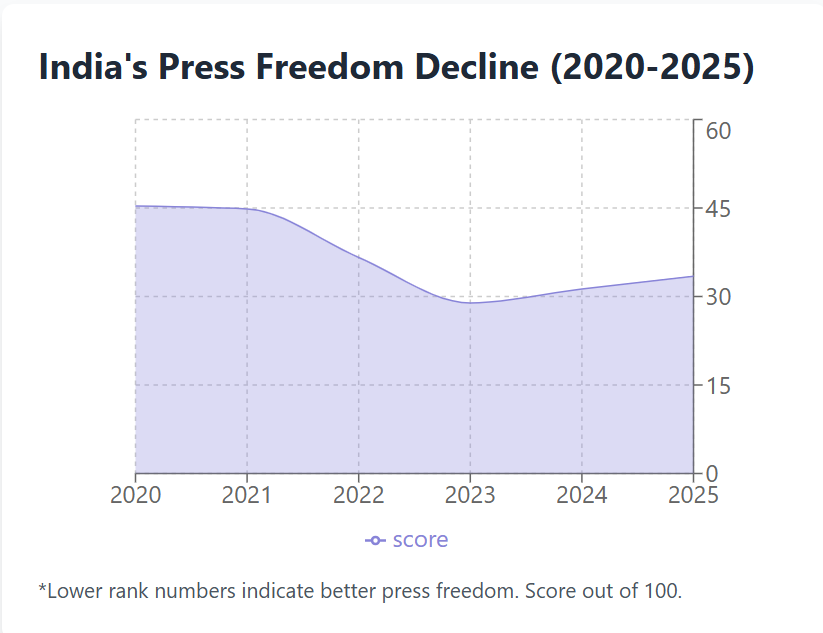 India's Press Freedom Decline (2020-2025)
60
45
30
15
0
2020 2021 2022 2023 2024 2025
score
*Lower rank numbers indicate better press freedom. Score out of 100.